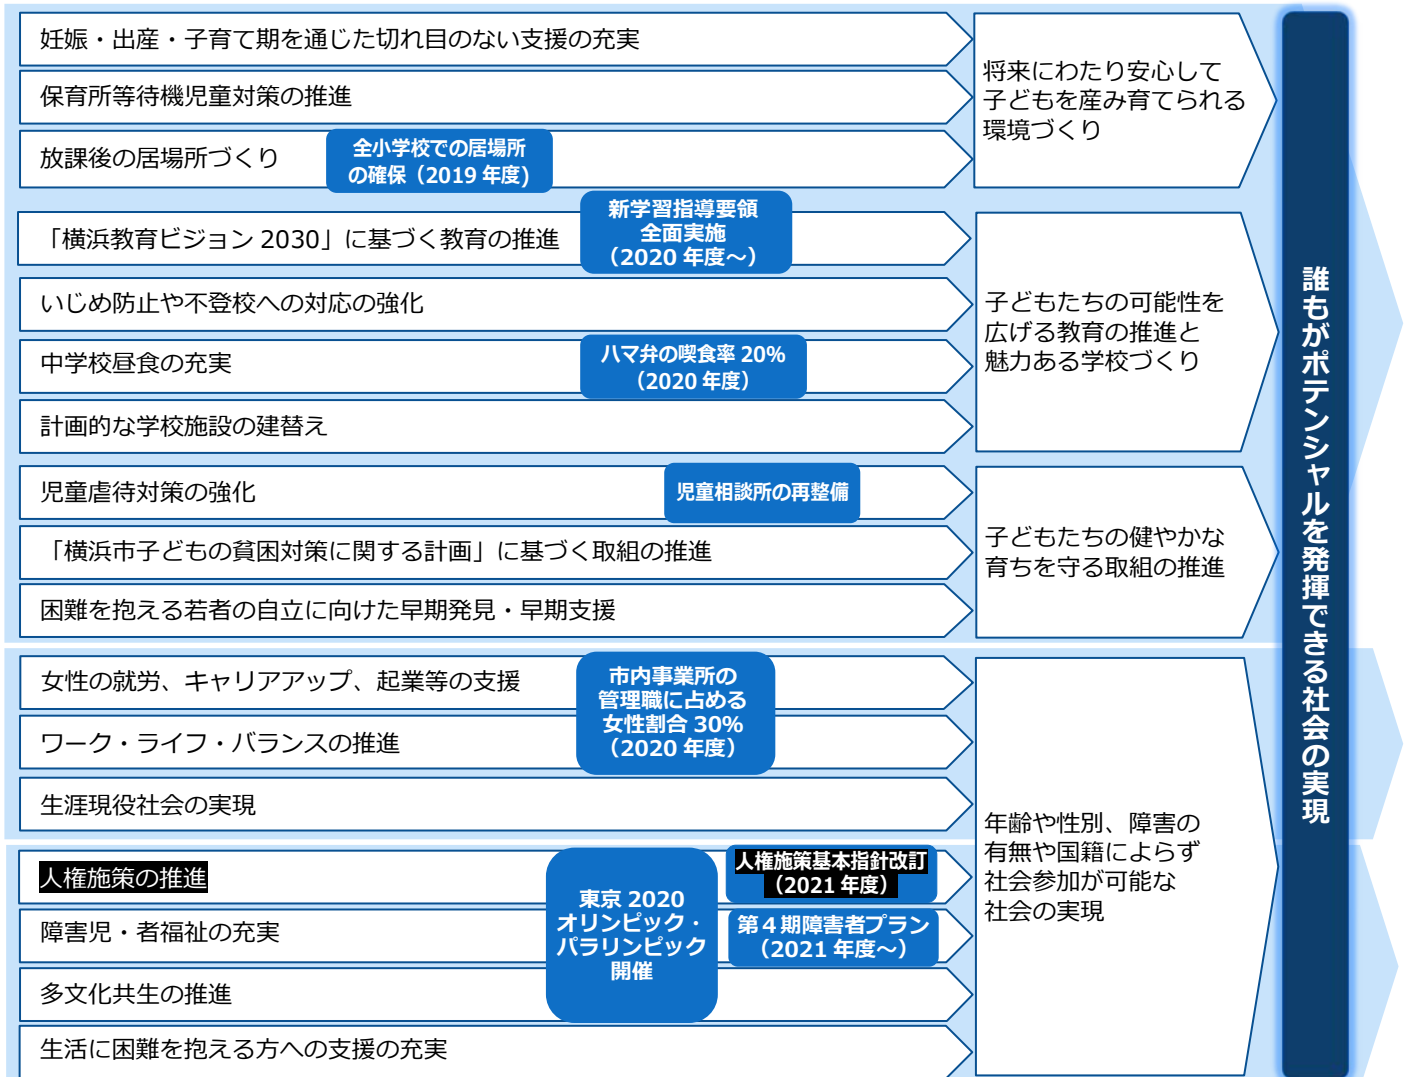 妊娠・出産・子育て期を通じた切れ目のない支援の充実
保育所等待機児童対策の推進
放課後の居場所づくり
全小学校での居場所
の確保（2019 年度)
将来にわたり安心して
子どもを産み育てられる
環境づくり
「横浜教育ビジョン 2030」に基づく教育の推進
新学習指導要領
全面実施
（2020 年度～）
いじめ防止や不登校への対応の強化
中学校昼食の充実
ハマ弁の喫食率 20%
（2020 年度）
計画的な学校施設の建替え
子どもたちの可能性を
広げる教育の推進と
魅力ある学校づくり
児童虐待対策の強化
児童相談所の再整備
「横浜市子どもの貧困対策に関する計画」に基づく取組の推進
困難を抱える若者の自立に向けた早期発見・早期支援
子どもたちの健やかな
育ちを守る取組の推進
女性の就労、キャリアアップ、起業等の支援
ワーク・ライフ・バランスの推進
市内事業所の
管理職に占める
女性割合 30%
（2020 年度）
生涯現役社会の実現
人権施策の推進
人権施策基本指針改訂
（2021 年度）
障害児・者福祉の充実
東京 2020
オリンピック・
パラリンピック
開催
第４期障害者プラン
（2021 年度～）
多文化共生の推進
生活に困難を抱える方への支援の充実
年齢や性別、障害の
有無や国籍によらず
社会参加が可能な
社会の実現
誰もがポテンシャルを発揮できる社会の実現